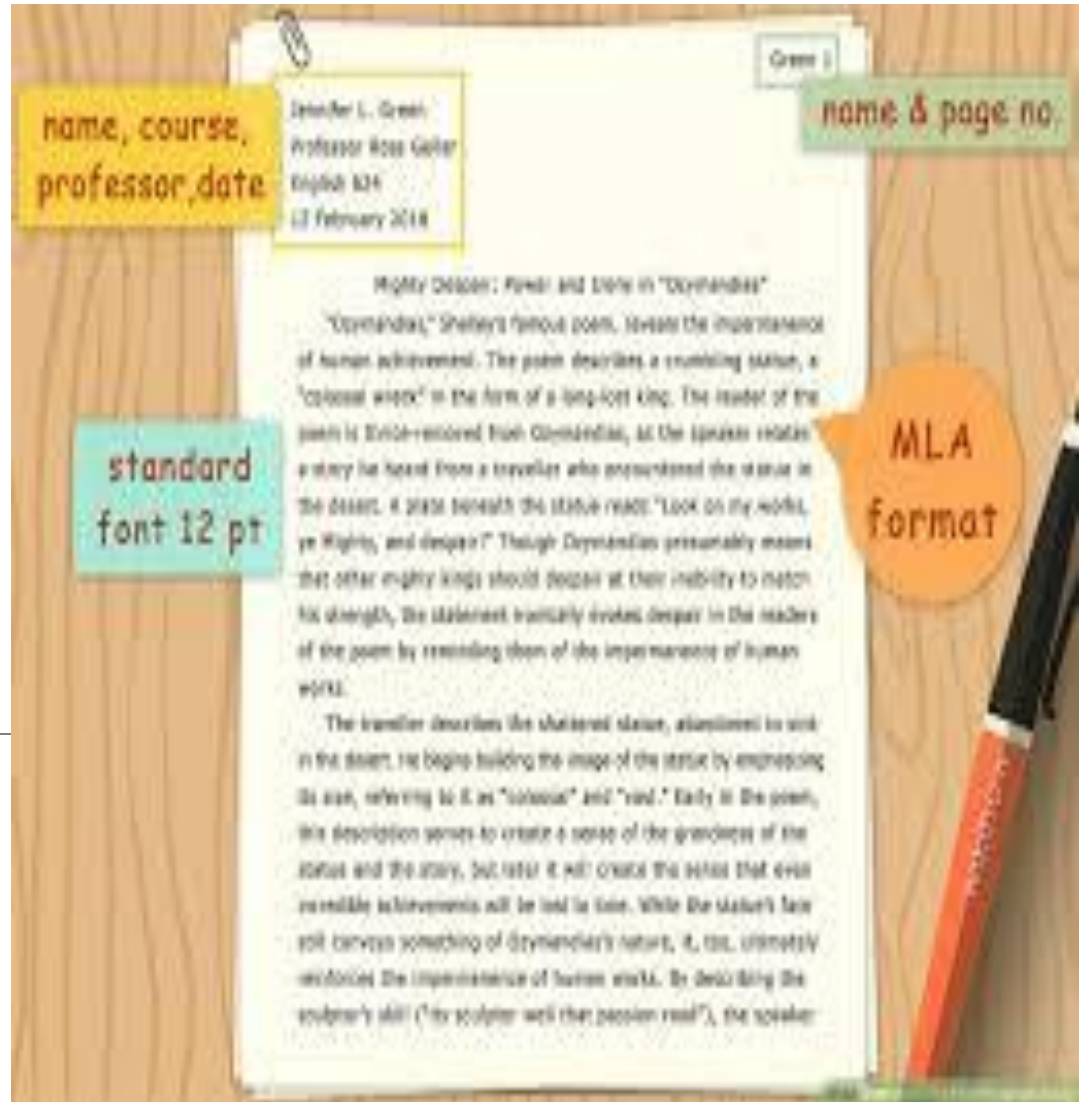 Green 1
name & page no.
name, course,
professor,date
Jennifer L. Green
Professor Ross Geller
English 624
12 February 2018
Mighty Despair: Power and Irony in "Ozymandias"
"Ozymandias," Shelley's famous poem, reveals the impermanence
of human achievement. The poem describes a crumbling statue, a
"colossal wreck" in the form of a long-lost king. The reader of the
poem is thrice-removed from Ozymandias, as the speaker relates
a story he heard from a traveller who encountered the statue in
the desert. A plate beneath the statue reads "Look on my works,
ye Mighty, and despair!" Though Ozymandias presumably means
that other mighty kings should despair at their inability to match
his strength, the statement ironically evokes despair in the readers
of the poem by reminding them of the impermanence of human
works.
The traveller describes the shattered statue, abandoned to sink
in the desert. He begins building the image of the statue by emphasizing
its size, referring to it as "colossus" and "vast." Early in the poem,
this description serves to create a sense of the grandness of the
statue and the story, but later it will create the sense that even
incredible achievements will be lost to time. While the statue's face
still conveys something of Ozymandias's nature, it, too, ultimately
reinforces the impermanence of human works. By describing the
sculptor's skill ("its sculptor well that passion read"), the speaker
standard
font 12 pt
MLA
format